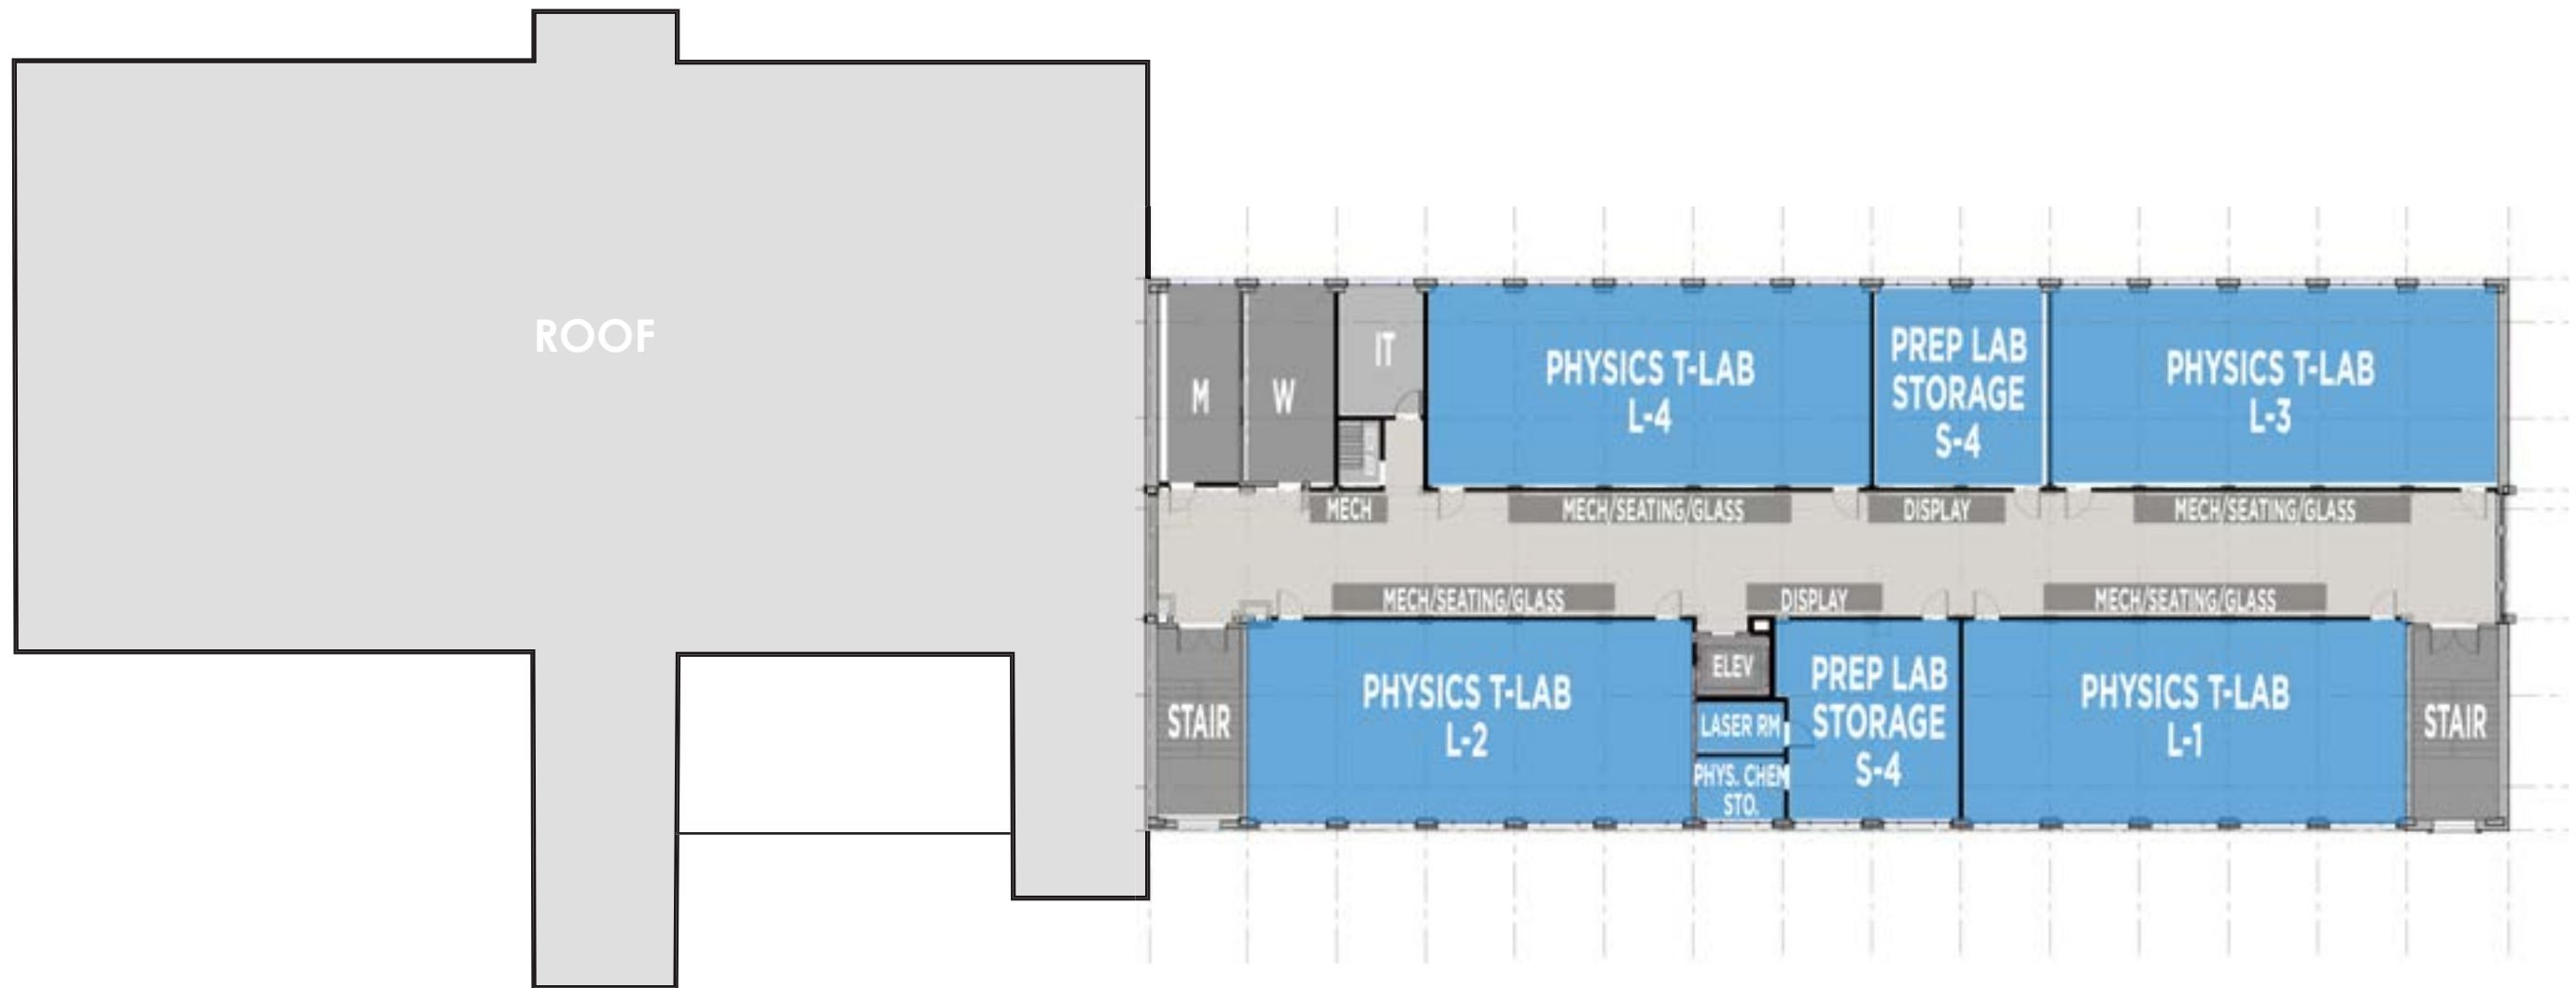 ROOF
M
W
IT
PHYSICS T-LAB
L-4
PREP LAB
STORAGE
S-4
PHYSICS T-LAB
L-3
MECH
MECH/SEATING/GLASS
DISPLAY
MECH/SEATING/GLASS
MECH/SEATING/GLASS
DISPLAY
MECH/SEATING/GLASS
STAIR
PHYSICS T-LAB
L-2
ELEV
LASER RM
PHYS. CHEM
STO.
PREP LAB
STORAGE
S-4
PHYSICS T-LAB
L-1
STAIR